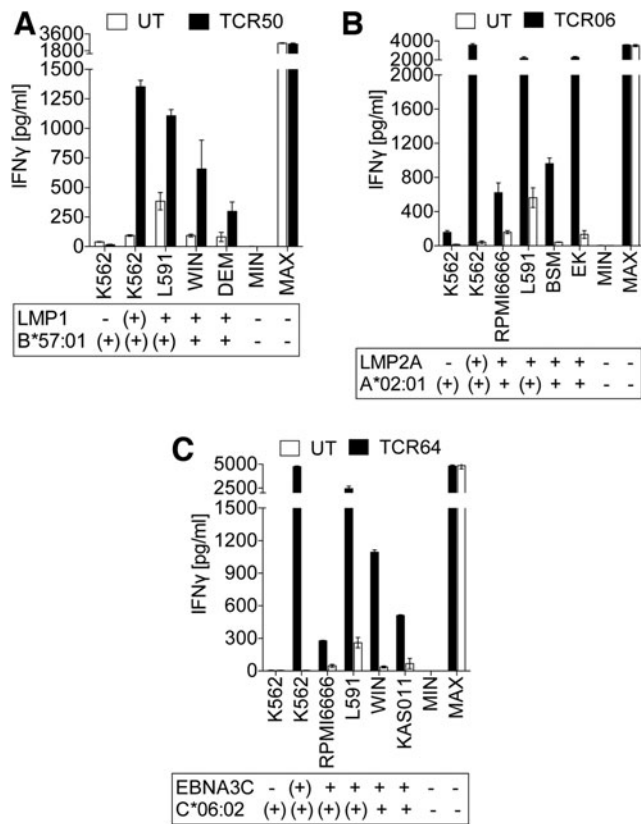 A
UT TCR50
3600
1800
1500
1250
1000
750
500
250
0
IFNγ [pg/ml]
K562 K562 L591 WIN DEM MIN MAX
LMP1 - (+) + + + - -
B*57:01 (+) (+) (+) + + - -
B
UT TCR06
4000
2000
2000
1600
1200
800
400
0
IFNγ [pg/ml]
K562 K562 RPMI6666 L591 BSM EK MIN MAX
LMP2A - (+) + + + + - -
A*02:01 (+) (+) + (+) + + - -
C
UT TCR64
5000
2500
1500
1200
900
600
300
0
IFNγ [pg/ml]
K562 K562 RPMI6666 L591 WIN KAS011 MIN MAX
EBNA3C - (+) + + + + - -
C*06:02 (+) (+) (+) (+) + + - -